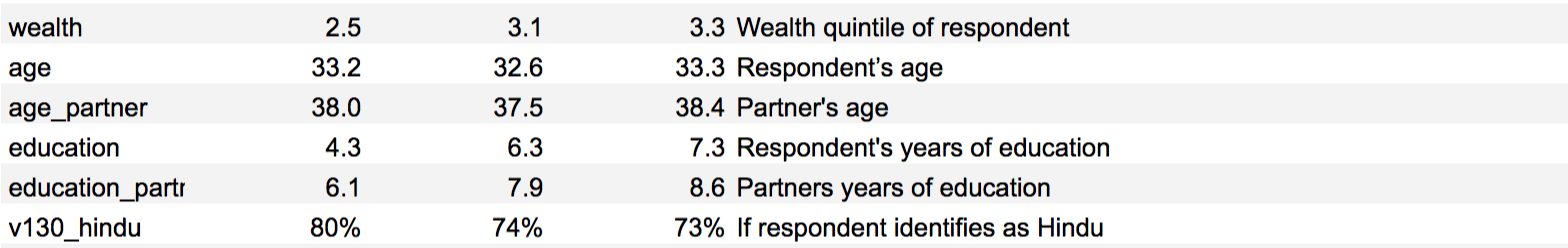 wealth 2.5 3.1 3.3 Wealth quintile of respondent
age 33.2 32.6 33.3 Respondent’s age
age_partner 38.0 37.5 38.4 Partner's age
education 4.3 6.3 7.3 Respondent's years of education
education_partr 6.1 7.9 8.6 Partners years of education
v130_hindu 80% 74% 73% If respondent identifies as Hindu